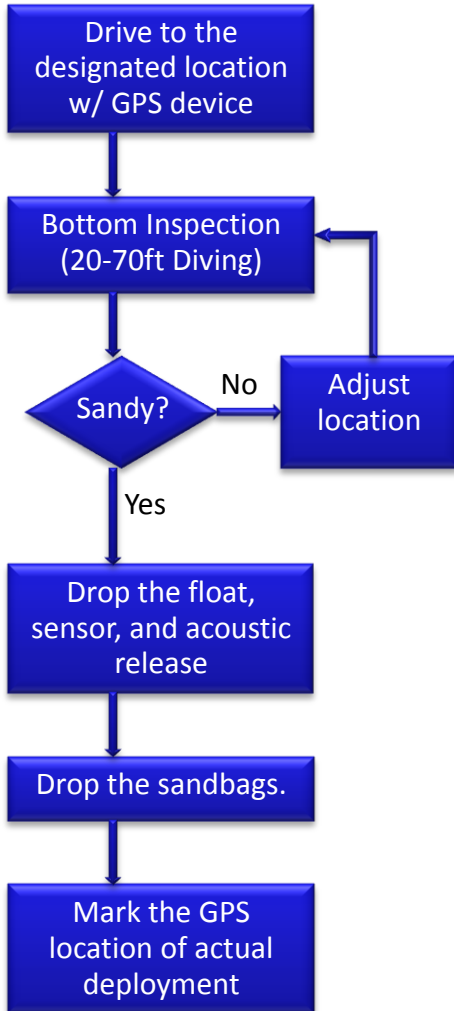 Drive to the
designated location
w/ GPS device
Bottom Inspection
(20-70ft Diving)
Sandy?
No
Adjust
location
Yes
Drop the float,
sensor, and acoustic
release
Drop the sandbags.
Mark the GPS
location of actual
deployment